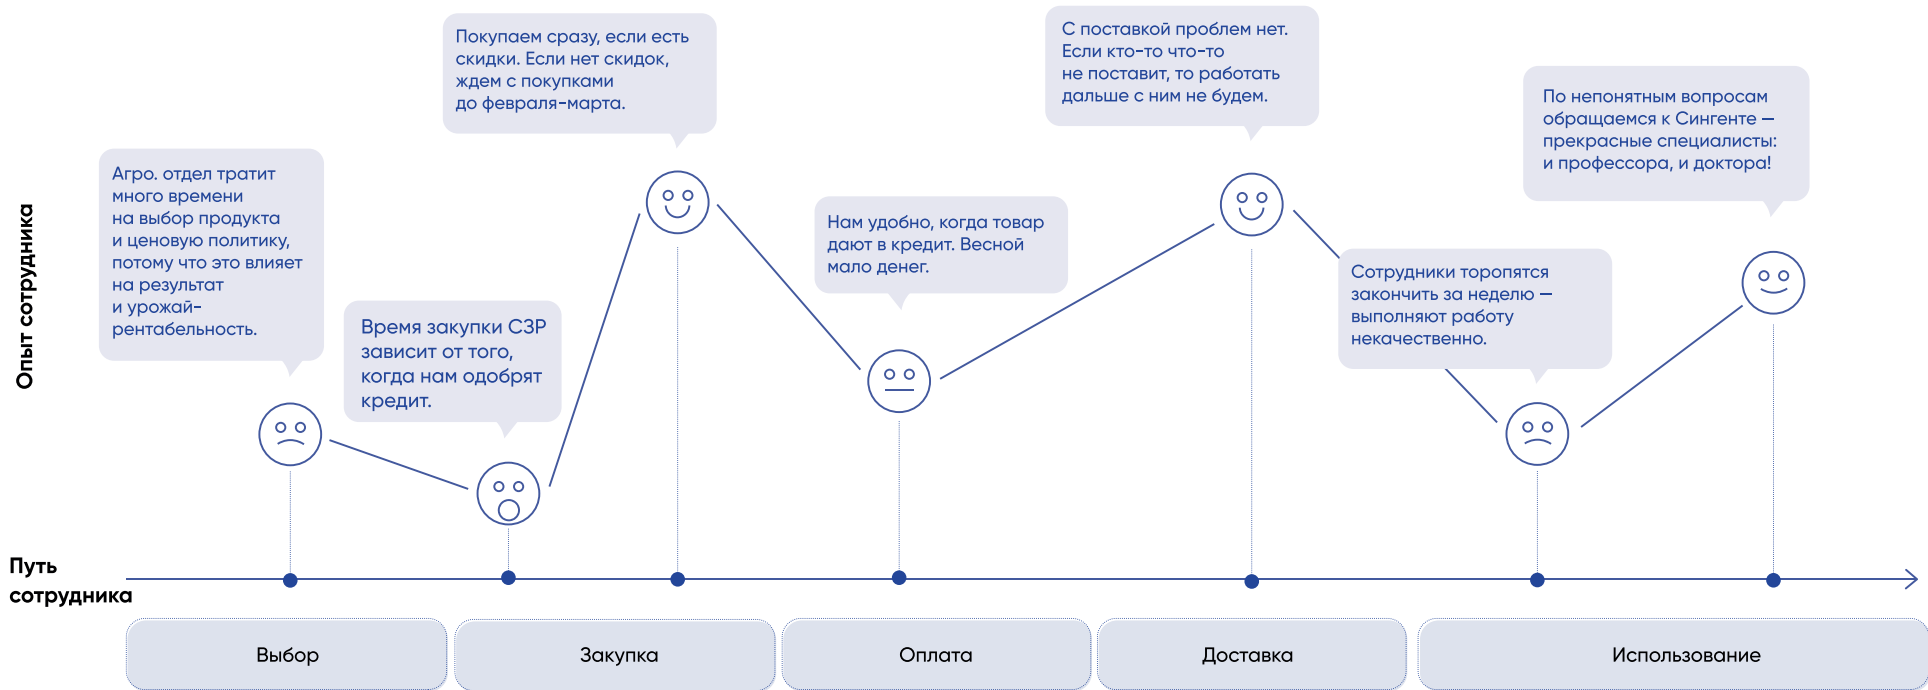 Агро. отдел тратит
много времени
на выбор продукта
и ценовую политику,
потому что это влияет
на результат
и урожай-
рентабельность.
Время закупки СЗР
зависит от того,
когда нам одобрят
кредит.
Покупаем сразу, если есть
скидки. Если нет скидок,
ждем с покупками
до февраля-марта.
Нам удобно, когда товар
дают в кредит. Весной
мало денег.
С поставкой проблем нет.
Если кто-то что-то
не поставит, то работать
дальше с ним не будем.
Сотрудники торопятся
закончить за неделю —
выполняют работу
некачественно.
По непонятным вопросам
обращаемся к Сингенте —
прекрасные специалисты:
и профессора, и доктора!
Опыт сотрудника
Путь
сотрудника
Выбор
Закупка
Оплата
Доставка
Использование